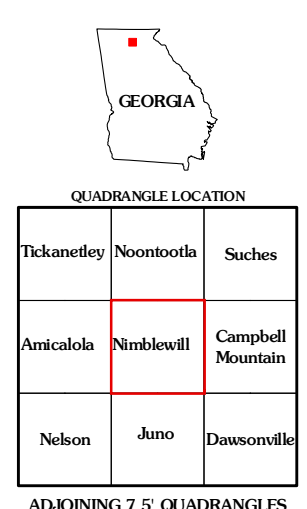 GEORGIA
QUADRANGLE LOCATION
Tickanetley Noontootla Suches
Amicalola Nimblewill Campbell
Mountain
Nelson Juno Dawsonville
ADJOINING 7.5' QUADRANGLES